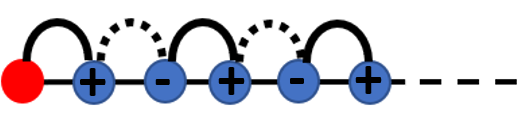 + - + - +